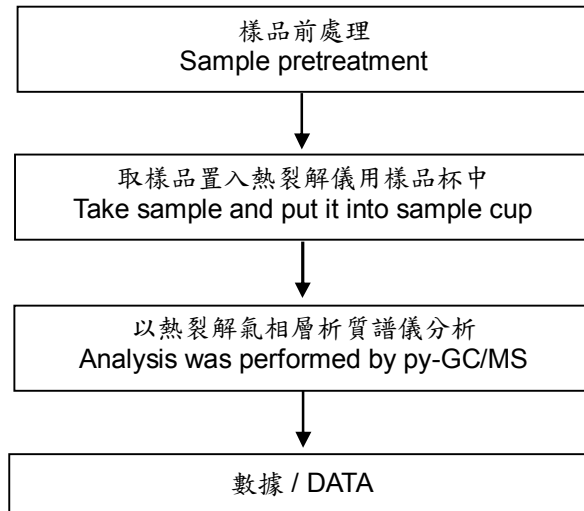 樣品前處理
Sample pretreatment
取樣品置入熱裂解儀用樣品杯中
Take sample and put it into sample cup
以熱裂解氣相層析質譜儀分析
Analysis was performed by py-GC/MS
數據 / DATA